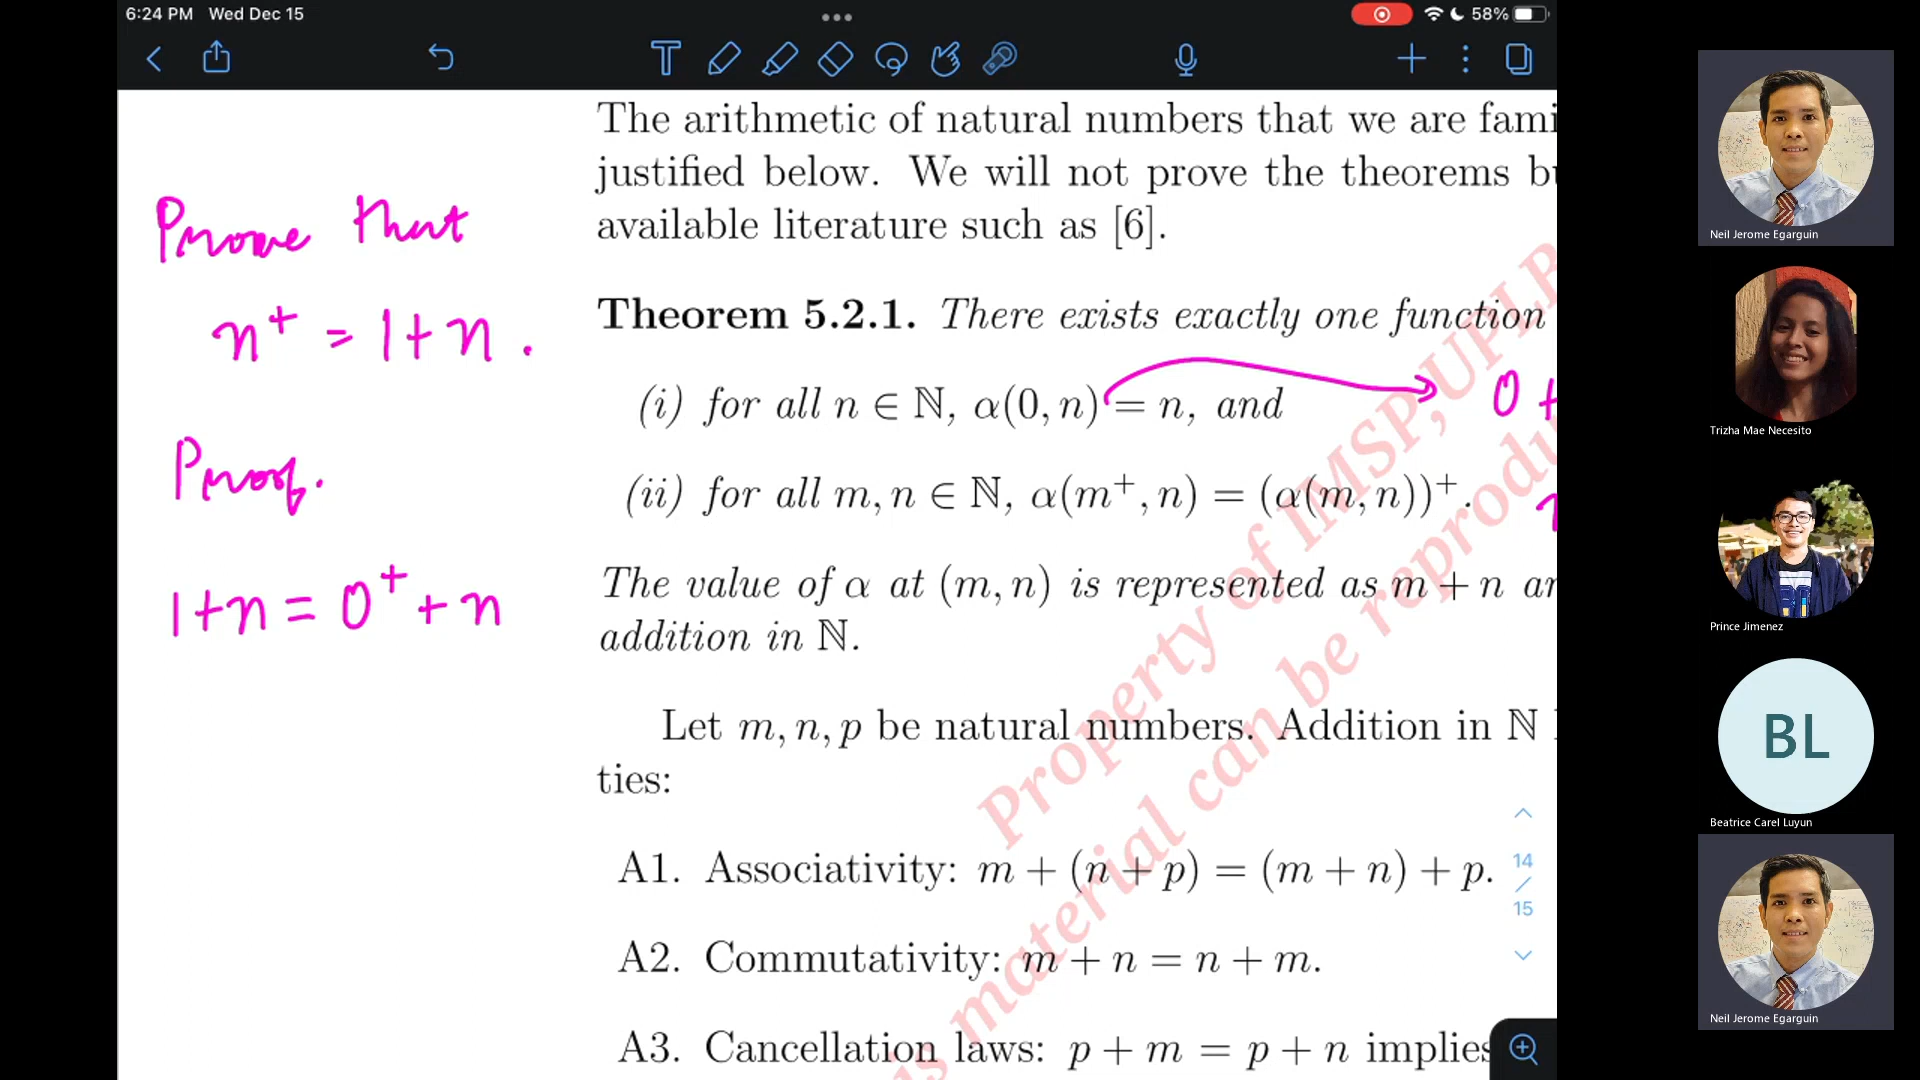 6:24 PM Wed Dec 15
58%
T
The arithmetic of natural numbers that we are fami
justified below. We will not prove the theorems bu
available literature such as [6].
Prove that
n⁺ = 1+n.
Proof.
1+n = 0⁺ + n
Theorem 5.2.1. There exists exactly one function
(i) for all n ∈ ℕ, α(0, n) = n, and
0 +
(ii) for all m, n ∈ ℕ, α(m⁺, n) = (α(m, n))⁺.
The value of α at (m, n) is represented as m + n an
addition in ℕ.
Let m, n, p be natural numbers. Addition in ℕ
ties:
A1. Associativity: m + (n + p) = (m + n) + p.
A2. Commutativity: m + n = n + m.
A3. Cancellation laws: p + m = p + n implies
Property of IMSP, UPLB
is material can be reprodu
14
/
15
Neil Jerome Egarguin
Trizha Mae Necesito
Prince Jimenez
BL
Beatrice Carel Luyun
Neil Jerome Egarguin